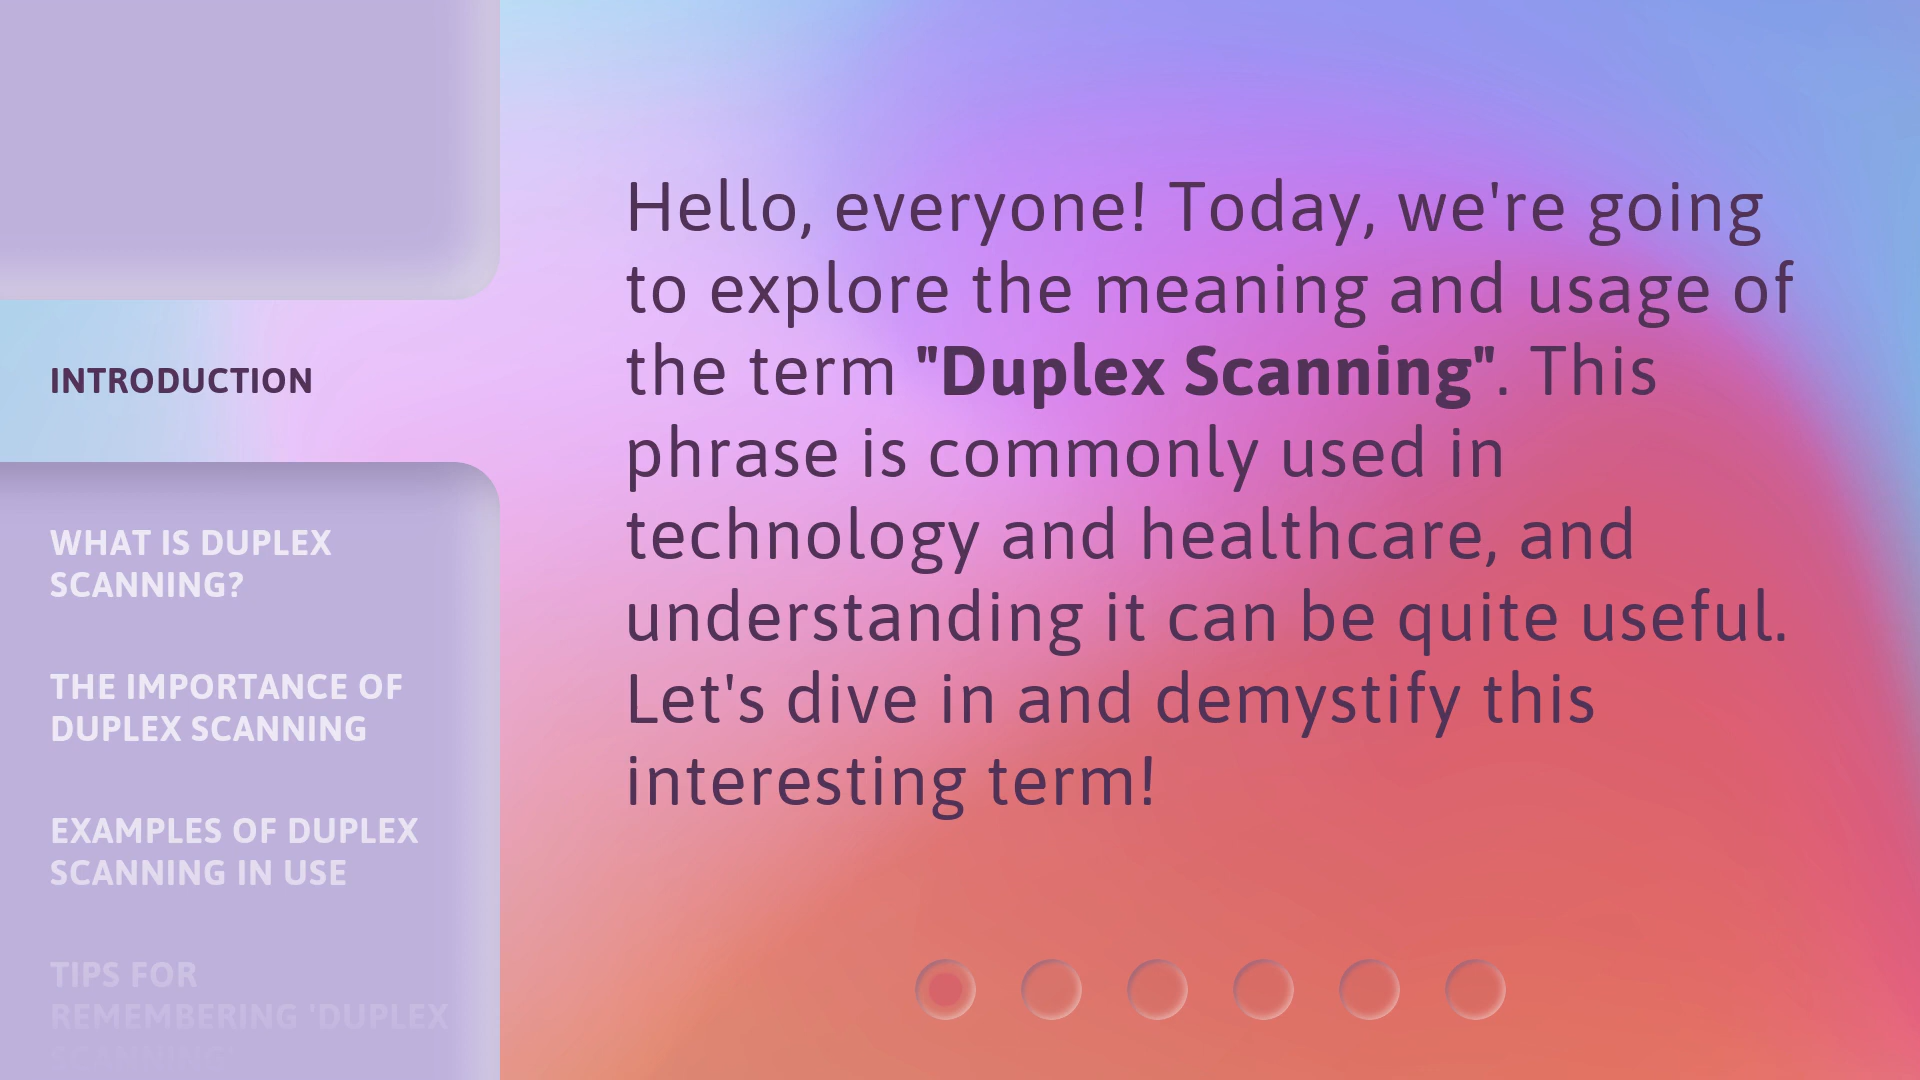 INTRODUCTION
WHAT IS DUPLEX
SCANNING?
THE IMPORTANCE OF
DUPLEX SCANNING
EXAMPLES OF DUPLEX
SCANNING IN USE
TIPS FOR
REMEMBERING 'DUPLEX
SCANNING'
Hello, everyone! Today, we're going
to explore the meaning and usage of
the term "Duplex Scanning". This
phrase is commonly used in
technology and healthcare, and
understanding it can be quite useful.
Let's dive in and demystify this
interesting term!